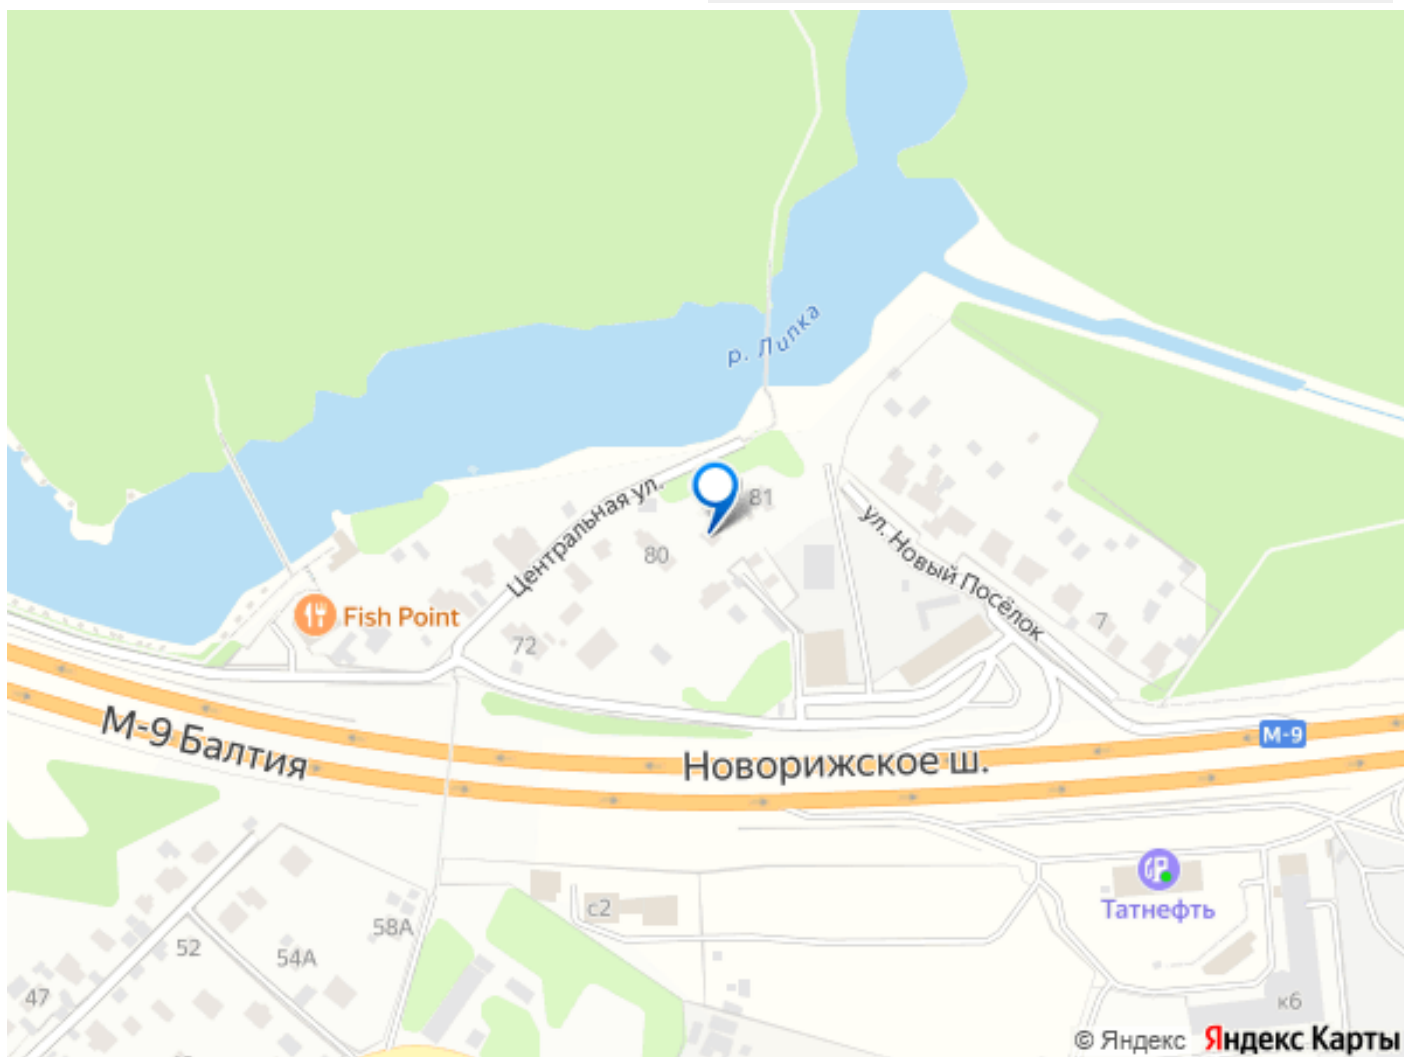 р. Липка
Центральная ул.
81
80
ул. Новый Посёлок
Fish Point
72
7
М-9 Балтия
Новорижское ш.
М-9
Татнефть
с2
58А
52
54А
47
к6
© Яндекс Яндекс Карты